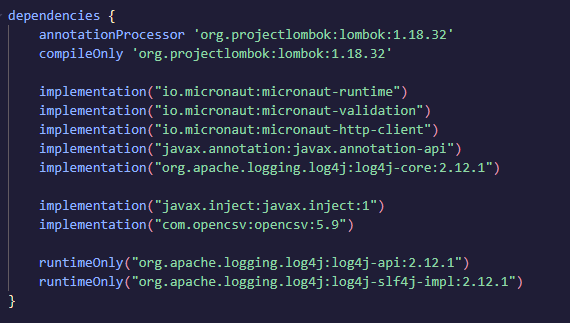 dependencies {
annotationProcessor 'org.projectlombok:lombok:1.18.32'
compileOnly 'org.projectlombok:lombok:1.18.32'
implementation("io.micronaut:micronaut-runtime")
implementation("io.micronaut:micronaut-validation")
implementation("io.micronaut:micronaut-http-client")
implementation("javax.annotation:javax.annotation-api")
implementation("org.apache.logging.log4j:log4j-core:2.12.1")
implementation("javax.inject:javax.inject:1")
implementation("com.opencsv:opencsv:5.9")
runtimeOnly("org.apache.logging.log4j:log4j-api:2.12.1")
runtimeOnly("org.apache.logging.log4j:log4j-slf4j-impl:2.12.1")
}